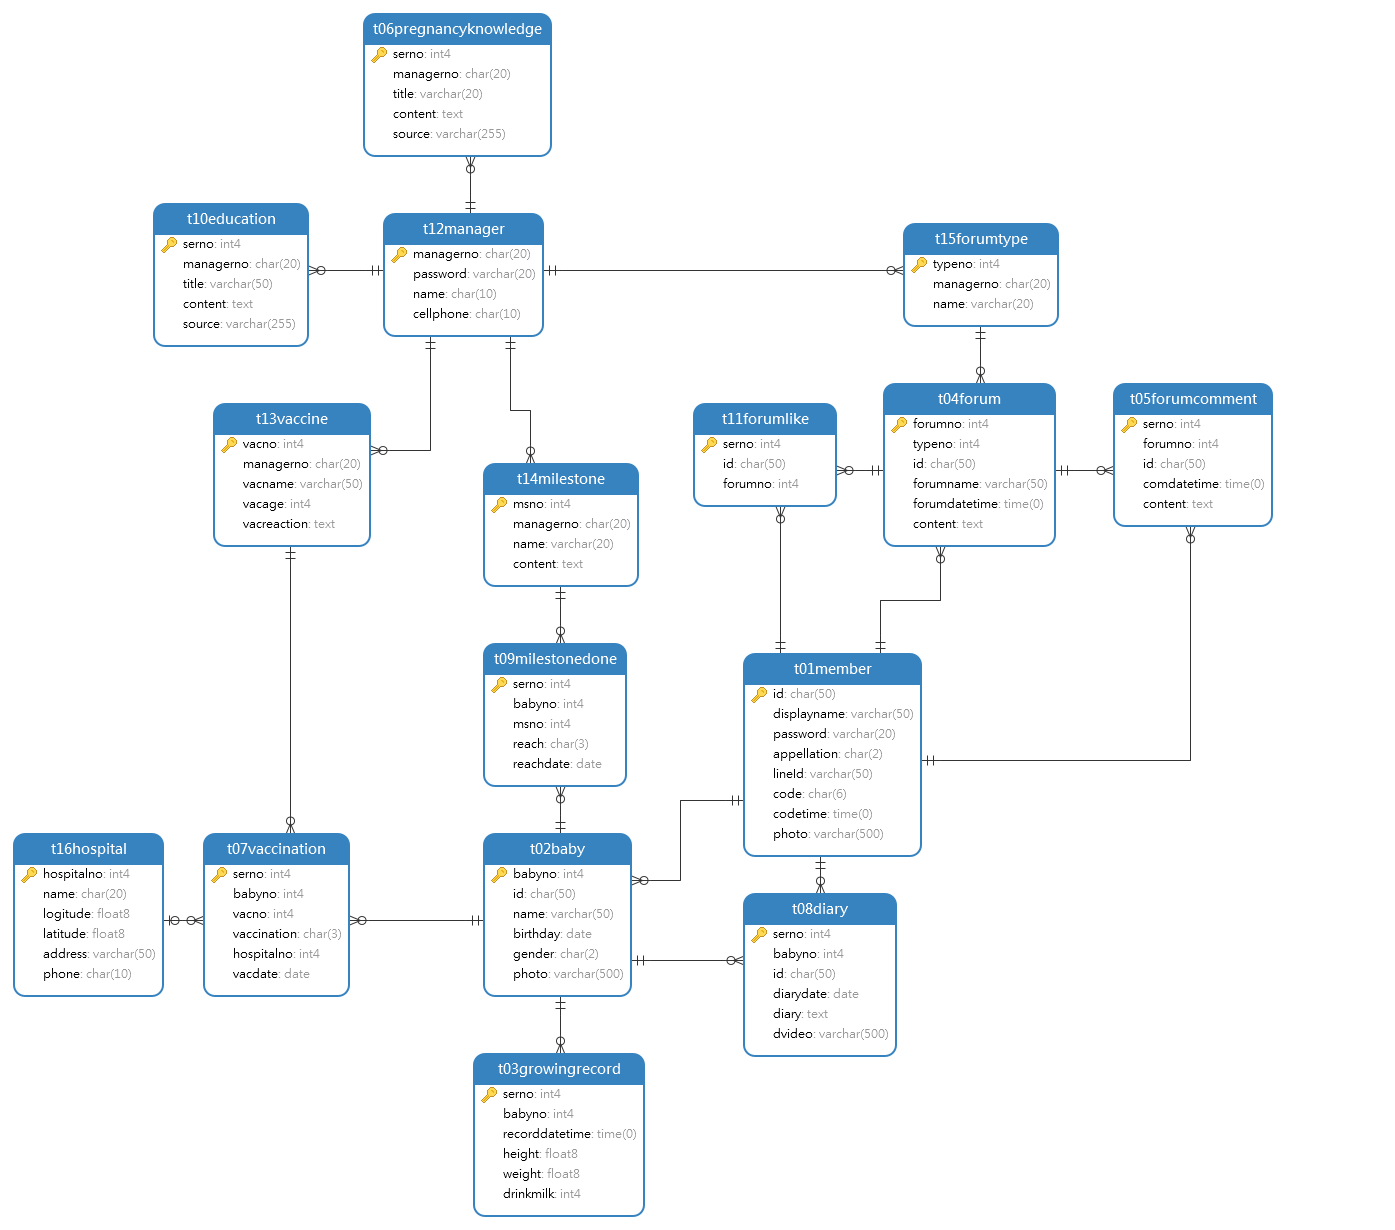 t06pregnancyknowledge
serno: int4
managerno: char(20)
title: varchar(20)
content: text
source: varchar(255)
t10education
serno: int4
managerno: char(20)
title: varchar(50)
content: text
source: varchar(255)
t12manager
managerno: char(20)
password: varchar(20)
name: char(10)
cellphone: char(10)
t15forumtype
typeno: int4
managerno: char(20)
name: varchar(20)
t13vaccine
vacno: int4
managerno: char(20)
vacname: varchar(50)
vacage: int4
vacreaction: text
t14milestone
msno: int4
managerno: char(20)
name: varchar(20)
content: text
t11forumlike
serno: int4
id: char(50)
forumno: int4
t04forum
forumno: int4
typeno: int4
id: char(50)
forumname: varchar(50)
forumdatetime: time(0)
content: text
t05forumcomment
serno: int4
forumno: int4
id: char(50)
comdatetime: time(0)
content: text
t09milestonedone
serno: int4
babyno: int4
msno: int4
reach: char(3)
reachdate: date
t01member
id: char(50)
displayname: varchar(50)
password: varchar(20)
appellation: char(2)
lineId: varchar(50)
code: char(6)
codetime: time(0)
photo: varchar(500)
t16hospital
hospitalno: int4
name: char(20)
logitude: float8
latitude: float8
address: varchar(50)
phone: char(10)
t07vaccination
serno: int4
babyno: int4
vacno: int4
vaccination: char(3)
hospitalno: int4
vacdate: date
t02baby
babyno: int4
id: char(50)
name: varchar(50)
birthday: date
gender: char(2)
photo: varchar(500)
t08diary
serno: int4
babyno: int4
id: char(50)
diarydate: date
diary: text
dvideo: varchar(500)
t03growingrecord
serno: int4
babyno: int4
recorddatetime: time(0)
height: float8
weight: float8
drinkmilk: int4